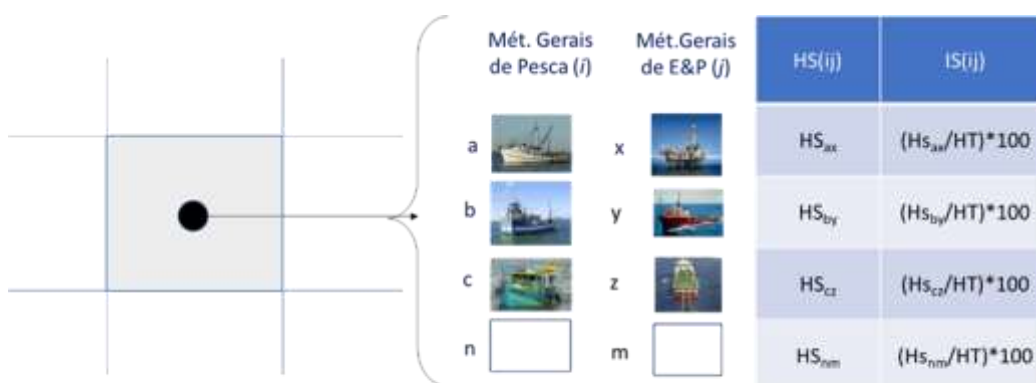 Mét. Gerais de Pesca (i)
Mét.Gerais de E&P (j)
HS(ij)
IS(ij)
a
x
HSax
(Hsax/HT)*100
b
y
HSby
(Hsby/HT)*100
c
z
HScz
(Hscz/HT)*100
n
m
HSnm
(Hsnm/HT)*100